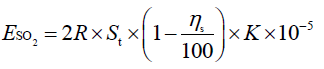 E_{SO_2} = 2R × S_t × (1 − η_s/100) × K × 10^{-5}